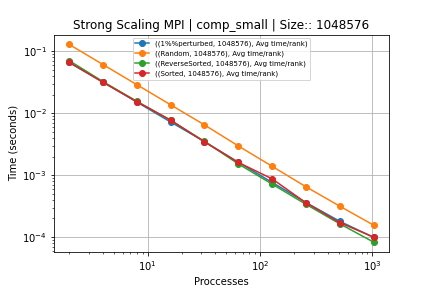 Strong Scaling MPI | comp_small | Size:: 1048576
((1%%perturbed, 1048576), Avg time/rank)
((Random, 1048576), Avg time/rank)
((ReverseSorted, 1048576), Avg time/rank)
((Sorted, 1048576), Avg time/rank)
Time (seconds)
10⁻¹
10⁻²
10⁻³
10⁻⁴
10¹ 10² 10³
Proccesses